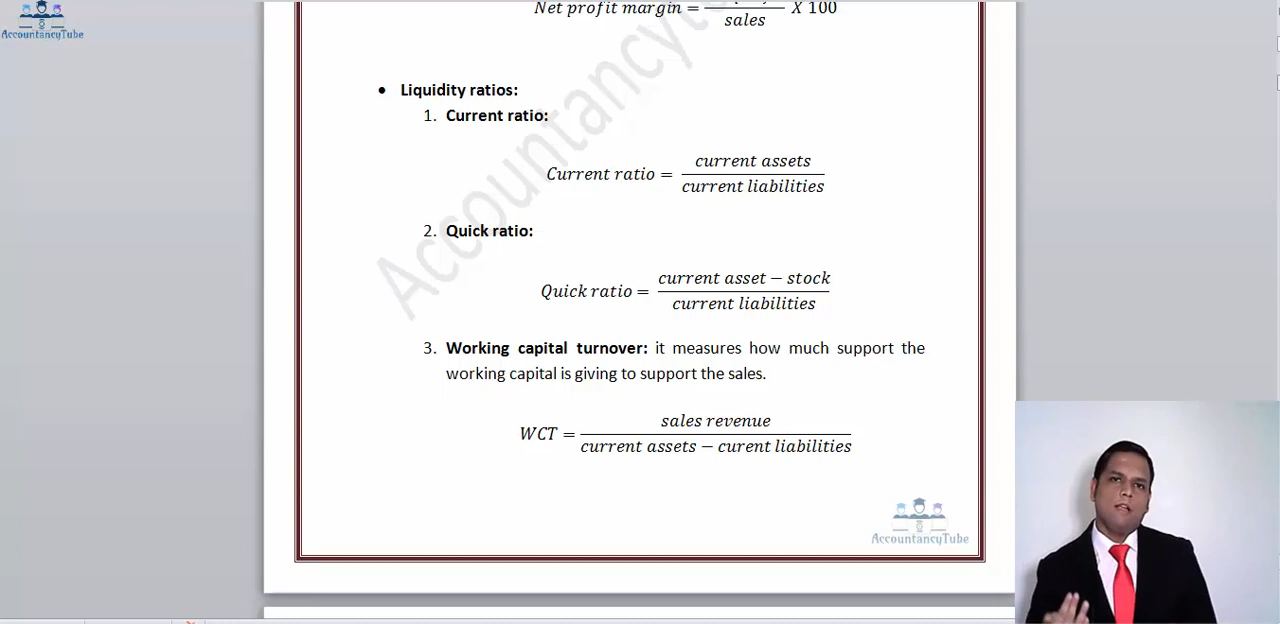 AccountancyTube
Net profit margin = ———— X 100
sales
• Liquidity ratios:
1. Current ratio:
Current ratio = current assets
current liabilities
2. Quick ratio:
Quick ratio = current asset − stock
current liabilities
3. Working capital turnover: it measures how much support the
working capital is giving to support the sales.
WCT = sales revenue
current assets − curent liabilities
AccountancyTube
Accountancytu